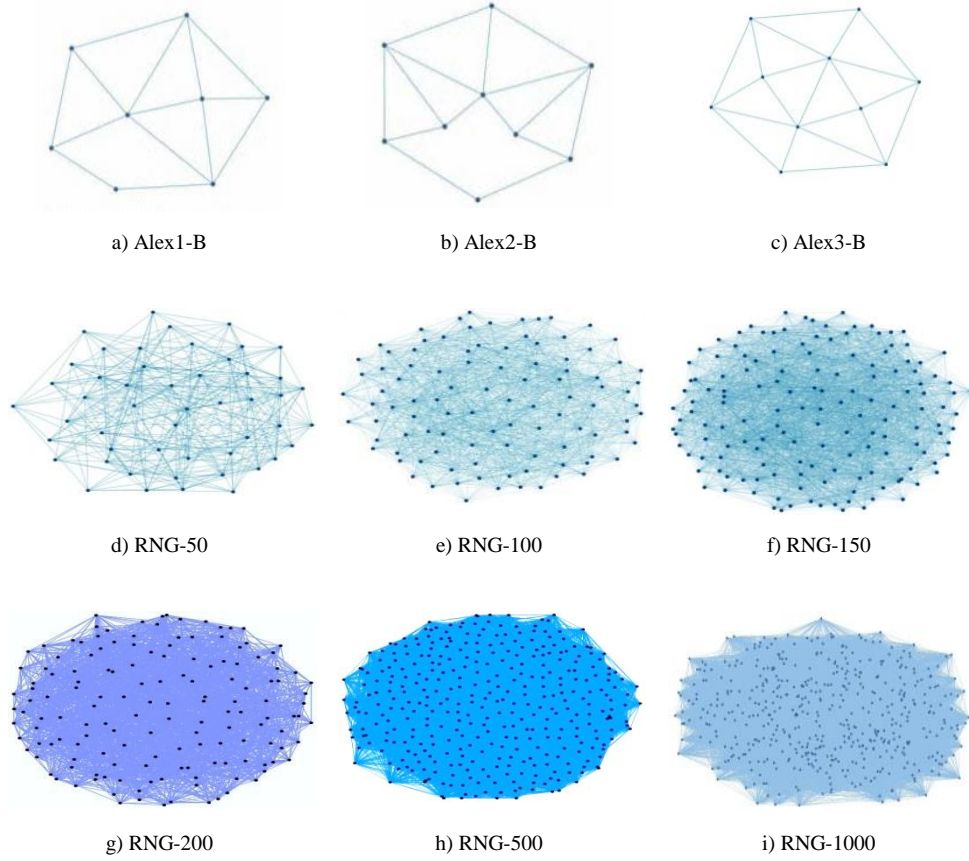 a) Alex1-B
b) Alex2-B
c) Alex3-B
d) RNG-50
e) RNG-100
f) RNG-150
g) RNG-200
h) RNG-500
i) RNG-1000